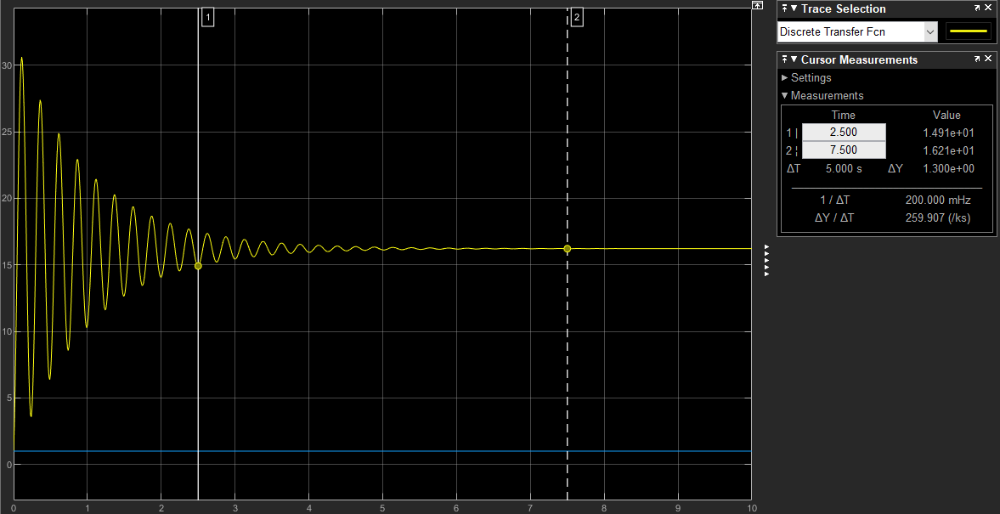 1
2
30
25
20
15
10
5
0
0 1 2 3 4 5 6 7 8 9 10
Trace Selection
Discrete Transfer Fcn
Cursor Measurements
Settings
Measurements
Time Value
1 | 2.500 1.491e+01
2 ¦ 7.500 1.621e+01
ΔT 5.000 s ΔY 1.300e+00
1 / ΔT 200.000 mHz
ΔY / ΔT 259.907 (/ks)